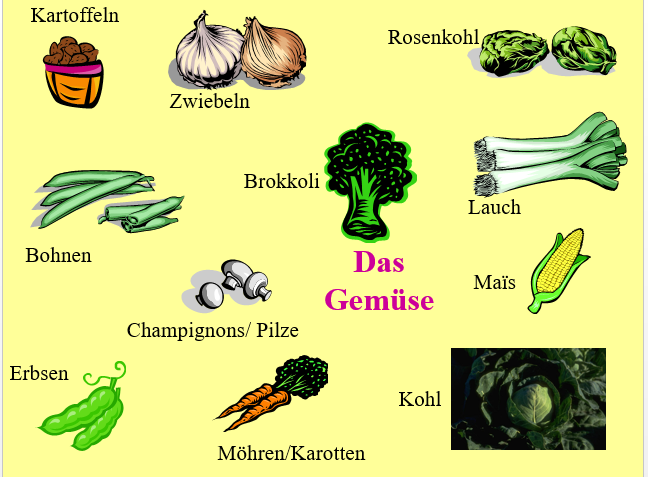 Kartoffeln
Zwiebeln
Rosenkohl
Brokkoli
Lauch
Bohnen
Das
Gemüse
Maïs
Champignons/ Pilze
Erbsen
Kohl
Möhren/Karotten